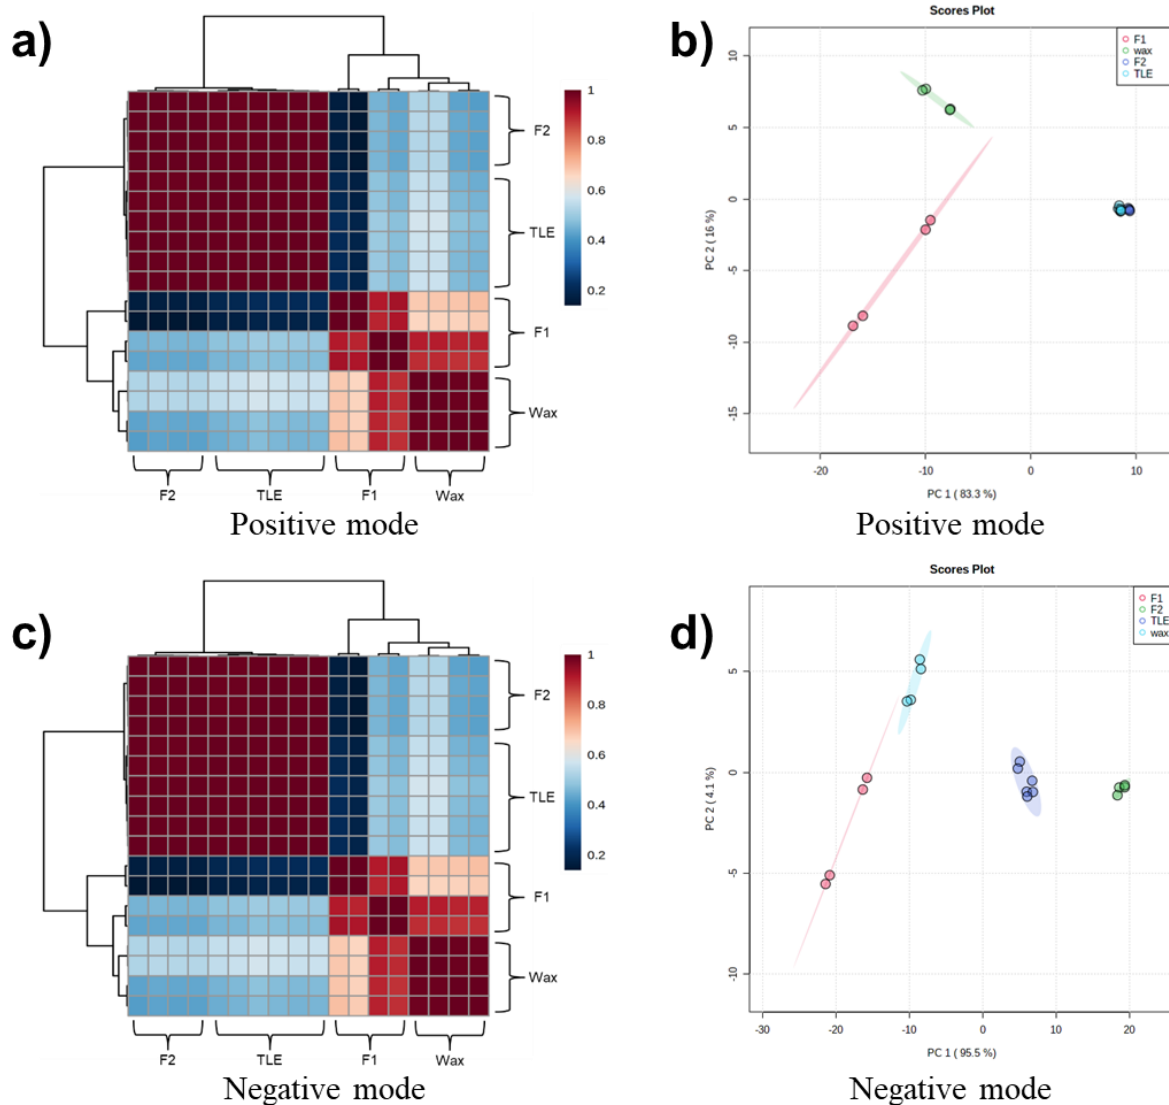 a)
1
0.8
0.6
0.4
0.2
F2
TLE
F1
Wax
F2 TLE F1 Wax
Positive mode
b)
Scores Plot
F1
wax
F2
TLE
10
5
0
-5
-10
-15
PC 2 ( 16 %)
-20 -10 0 10
PC 1 ( 83.3 %)
Positive mode
c)
1
0.8
0.6
0.4
0.2
F2
TLE
F1
Wax
F2 TLE F1 Wax
Negative mode
d)
Scores Plot
F1
F2
TLE
wax
5
0
-5
-10
PC 2 ( 4.1 %)
-30 -20 -10 0 10 20
PC 1 ( 95.5 %)
Negative mode